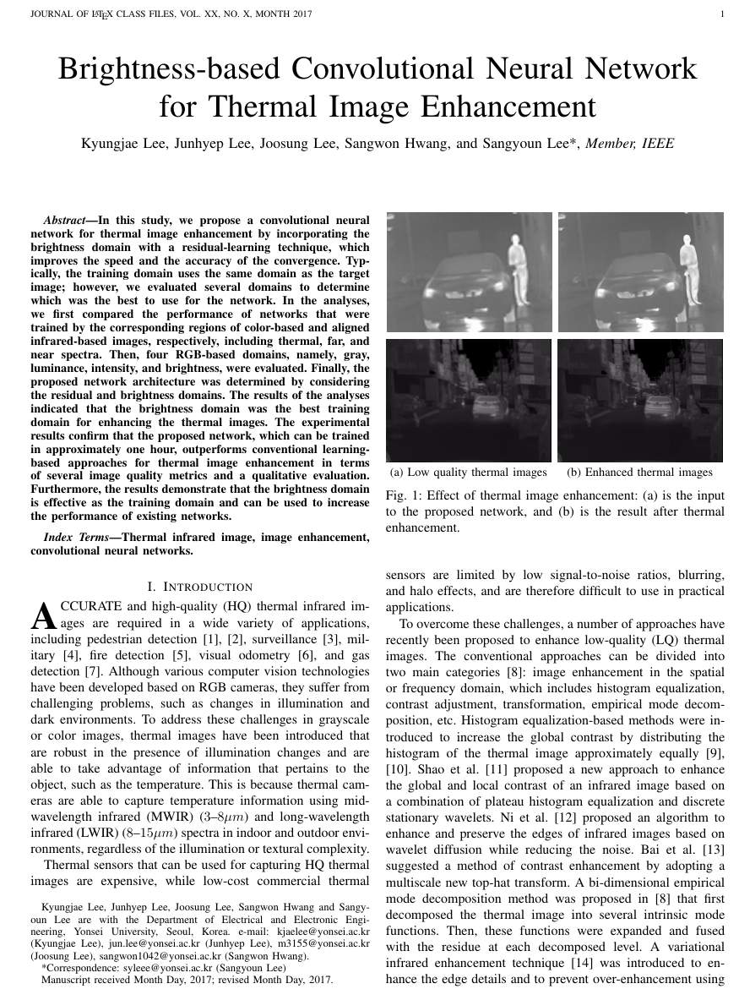 JOURNAL OF LATEX CLASS FILES, VOL. XX, NO. X, MONTH 2017
1
Brightness-based Convolutional Neural Network
for Thermal Image Enhancement
Kyungjae Lee, Junhyep Lee, Joosung Lee, Sangwon Hwang, and Sangyoun Lee*, Member, IEEE
Abstract—In this study, we propose a convolutional neural
network for thermal image enhancement by incorporating the
brightness domain with a residual-learning technique, which
improves the speed and the accuracy of the convergence. Typ-
ically, the training domain uses the same domain as the target
image; however, we evaluated several domains to determine
which was the best to use for the network. In the analyses,
we first compared the performance of networks that were
trained by the corresponding regions of color-based and aligned
infrared-based images, respectively, including thermal, far, and
near spectra. Then, four RGB-based domains, namely, gray,
luminance, intensity, and brightness, were evaluated. Finally, the
proposed network architecture was determined by considering
the residual and brightness domains. The results of the analyses
indicated that the brightness domain was the best training
domain for enhancing the thermal images. The experimental
results confirm that the proposed network, which can be trained
in approximately one hour, outperforms conventional learning-
based approaches for thermal image enhancement in terms
of several image quality metrics and a qualitative evaluation.
Furthermore, the results demonstrate that the brightness domain
is effective as the training domain and can be used to increase
the performance of existing networks.
Index Terms—Thermal infrared image, image enhancement,
convolutional neural networks.
I. INTRODUCTION
ACCURATE and high-quality (HQ) thermal infrared im-
ages are required in a wide variety of applications,
including pedestrian detection [1], [2], surveillance [3], mil-
itary [4], fire detection [5], visual odometry [6], and gas
detection [7]. Although various computer vision technologies
have been developed based on RGB cameras, they suffer from
challenging problems, such as changes in illumination and
dark environments. To address these challenges in grayscale
or color images, thermal images have been introduced that
are robust in the presence of illumination changes and are
able to take advantage of information that pertains to the
object, such as the temperature. This is because thermal cam-
eras are able to capture temperature information using mid-
wavelength infrared (MWIR) (3–8μm) and long-wavelength
infrared (LWIR) (8–15μm) spectra in indoor and outdoor envi-
ronments, regardless of the illumination or textural complexity.
Thermal sensors that can be used for capturing HQ thermal
images are expensive, while low-cost commercial thermal
Kyungjae Lee, Junhyep Lee, Joosung Lee, Sangwon Hwang and Sangy-
oun Lee are with the Department of Electrical and Electronic Engi-
neering, Yonsei University, Seoul, Korea. e-mail: kjaelee@yonsei.ac.kr
(Kyungjae Lee), jun.lee@yonsei.ac.kr (Junhyep Lee), m3155@yonsei.ac.kr
(Joosung Lee), sangwon1042@yonsei.ac.kr (Sangwon Hwang).
*Correspondence: syleee@yonsei.ac.kr (Sangyoun Lee)
Manuscript received Month Day, 2017; revised Month Day, 2017.
(a) Low quality thermal images (b) Enhanced thermal images
Fig. 1: Effect of thermal image enhancement: (a) is the input
to the proposed network, and (b) is the result after thermal
enhancement.
sensors are limited by low signal-to-noise ratios, blurring,
and halo effects, and are therefore difficult to use in practical
applications.
To overcome these challenges, a number of approaches have
recently been proposed to enhance low-quality (LQ) thermal
images. The conventional approaches can be divided into
two main categories [8]: image enhancement in the spatial
or frequency domain, which includes histogram equalization,
contrast adjustment, transformation, empirical mode decom-
position, etc. Histogram equalization-based methods were in-
troduced to increase the global contrast by distributing the
histogram of the thermal image approximately equally [9],
[10]. Shao et al. [11] proposed a new approach to enhance
the global and local contrast of an infrared image based on
a combination of plateau histogram equalization and discrete
stationary wavelets. Ni et al. [12] proposed an algorithm to
enhance and preserve the edges of infrared images based on
wavelet diffusion while reducing the noise. Bai et al. [13]
suggested a method of contrast enhancement by adopting a
multiscale new top-hat transform. A bi-dimensional empirical
mode decomposition method was proposed in [8] that first
decomposed the thermal image into several intrinsic mode
functions. Then, these functions were expanded and fused
with the residue at each decomposed level. A variational
infrared enhancement technique [14] was introduced to en-
hance the edge details and to prevent over-enhancement using